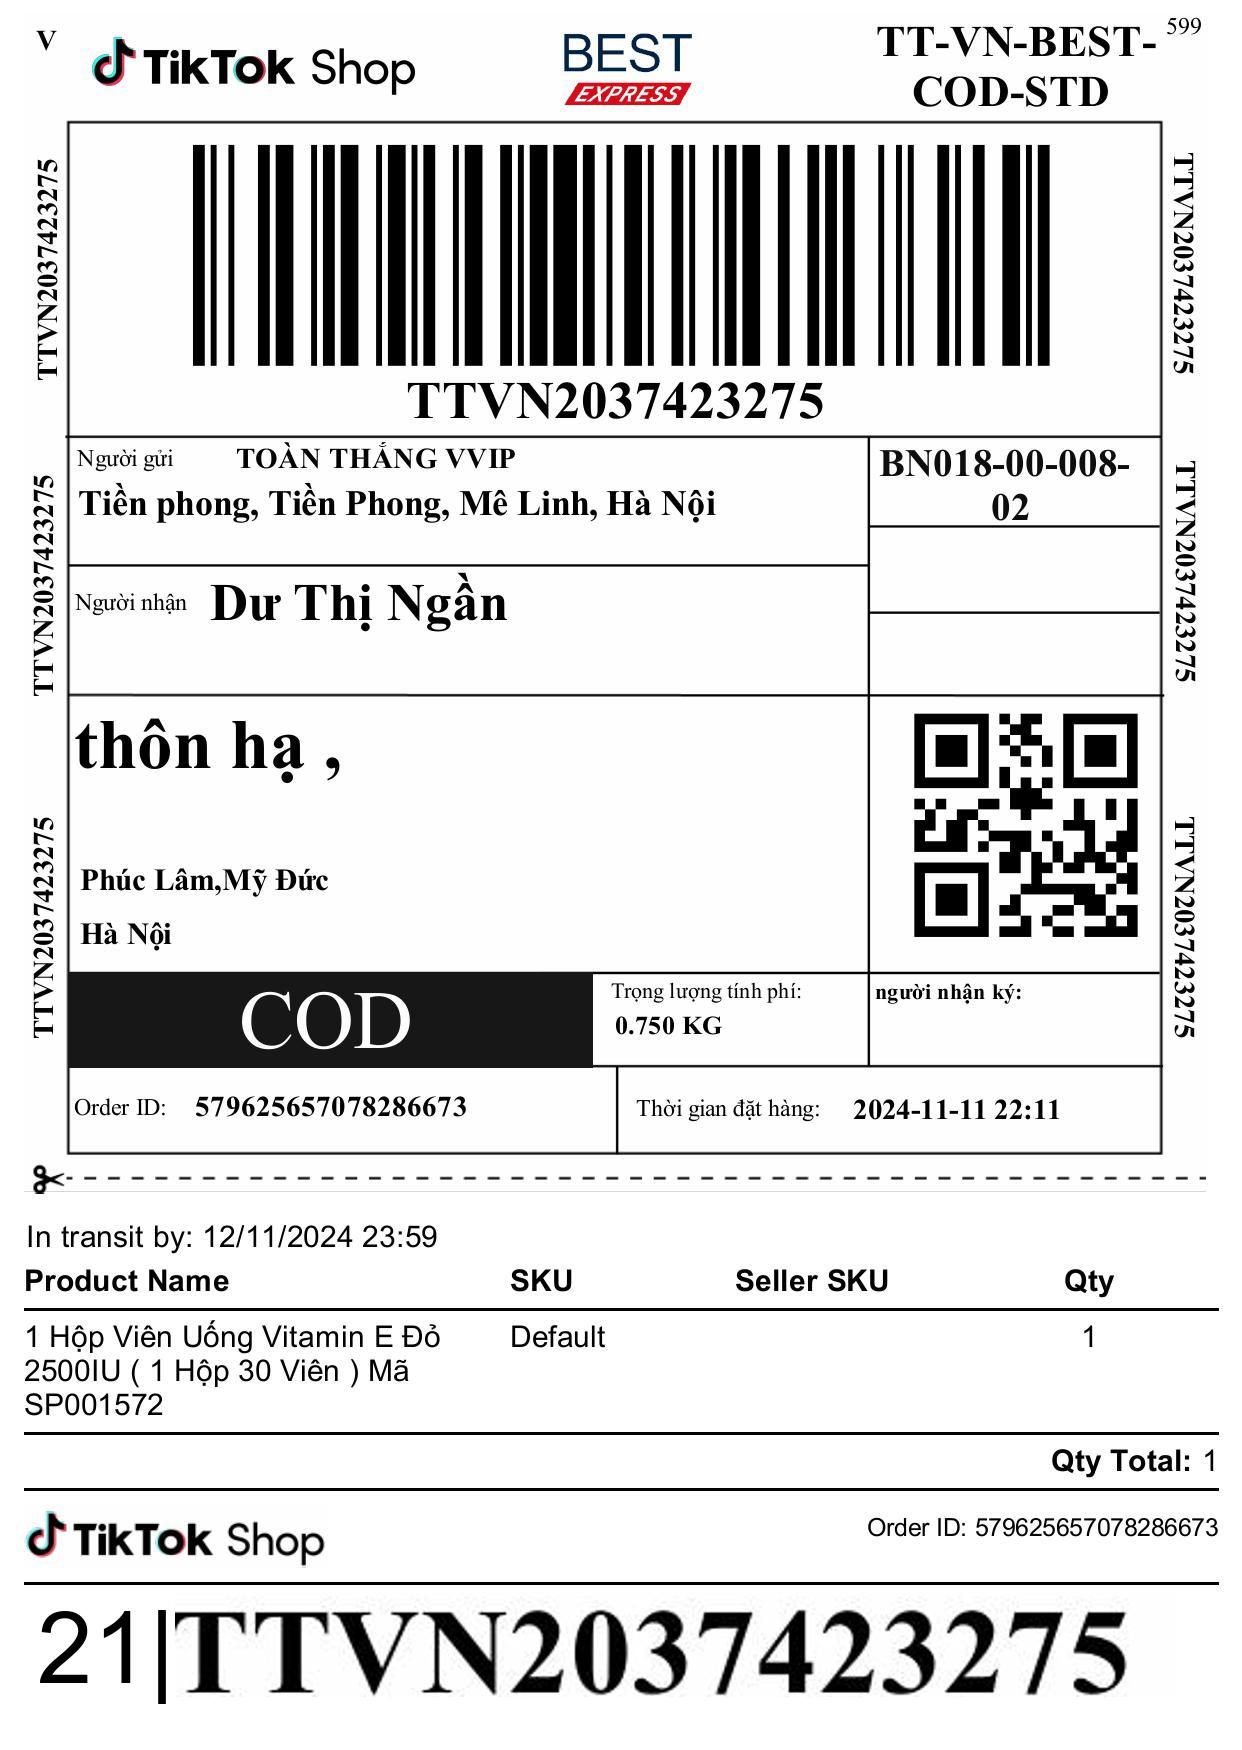 V
TikTok Shop
BEST
EXPRESS
TT-VN-BEST-
COD-STD
599
TTVN2037423275
TTVN2037423275
TTVN2037423275
Người gửi TOÀN THẮNG VVIP
Tiền phong, Tiền Phong, Mê Linh, Hà Nội
BN018-00-008-
02
TTVN2037423275
TTVN2037423275
Người nhận Dư Thị Ngần
thôn hạ ,
Phúc Lâm,Mỹ Đức
Hà Nội
TTVN2037423275
TTVN2037423275
COD
Trọng lượng tính phí:
0.750 KG
người nhận ký:
Order ID: 579625657078286673
Thời gian đặt hàng: 2024-11-11 22:11
In transit by: 12/11/2024 23:59
Product Name SKU Seller SKU Qty
1 Hộp Viên Uống Vitamin E Đỏ Default 1
2500IU ( 1 Hộp 30 Viên ) Mã
SP001572
Qty Total: 1
TikTok Shop
Order ID: 579625657078286673
21|TTVN2037423275